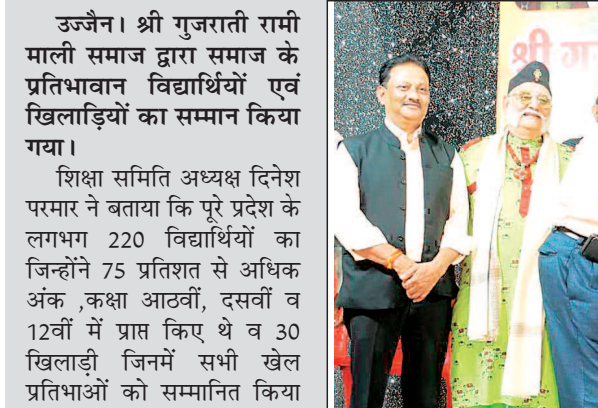 उज्जैन। श्री गुजराती रामी
माली समाज द्वारा समाज के
प्रतिभावान विद्यार्थियों एवं
खिलाड़ियों का सम्मान किया
गया।
शिक्षा समिति अध्यक्ष दिनेश
परमार ने बताया कि पूरे प्रदेश के
लगभग 220 विद्यार्थियों का
जिन्होंने 75 प्रतिशत से अधिक
अंक ,कक्षा आठवीं, दसवीं व
12वीं में प्राप्त किए थे व 30
खिलाड़ी जिनमें सभी खेल
प्रतिभाओं को सम्मानित किया
श्री